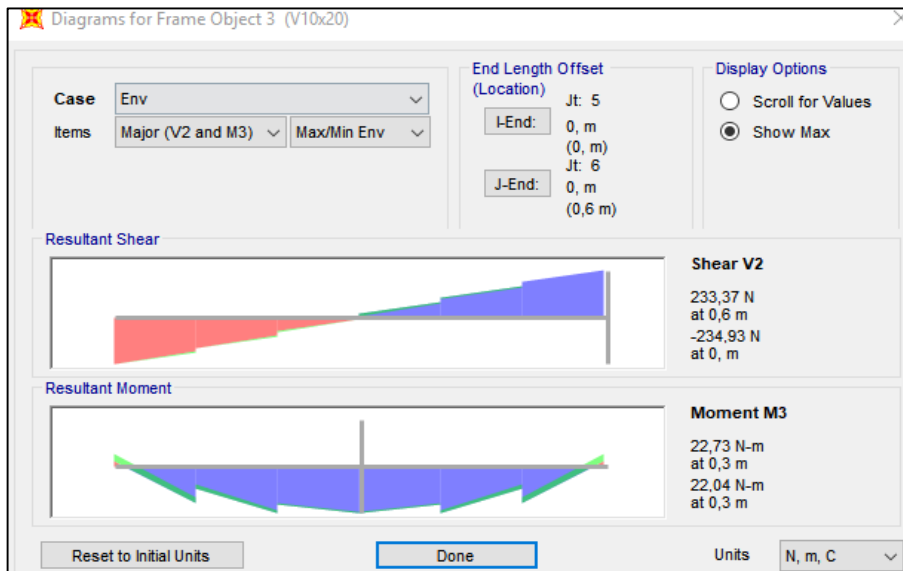 Diagrams for Frame Object 3 (V10x20)
Case
Env
Items
Major (V2 and M3)
Max/Min Env
End Length Offset
(Location)
I-End:
Jt: 5
0, m
(0, m)
J-End:
Jt: 6
0, m
(0,6 m)
Display Options
Scroll for Values
Show Max
Resultant Shear
Shear V2
233,37 N
at 0,6 m
-234,93 N
at 0, m
Resultant Moment
Moment M3
22,73 N-m
at 0,3 m
22,04 N-m
at 0,3 m
Reset to Initial Units
Done
Units
N, m, C